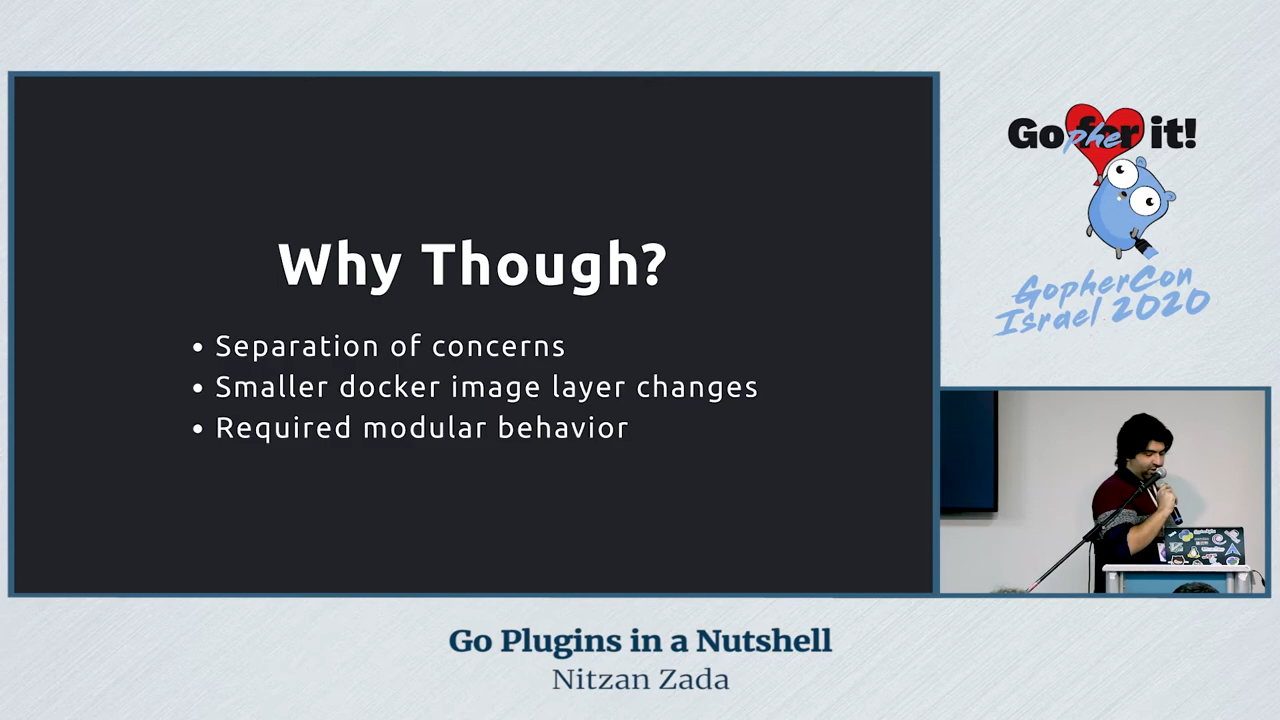 Why Though?
• Separation of concerns
• Smaller docker image layer changes
• Required modular behavior
Gopher it!
GopherCon
Israel 2020
Go Plugins in a Nutshell
Nitzan Zada